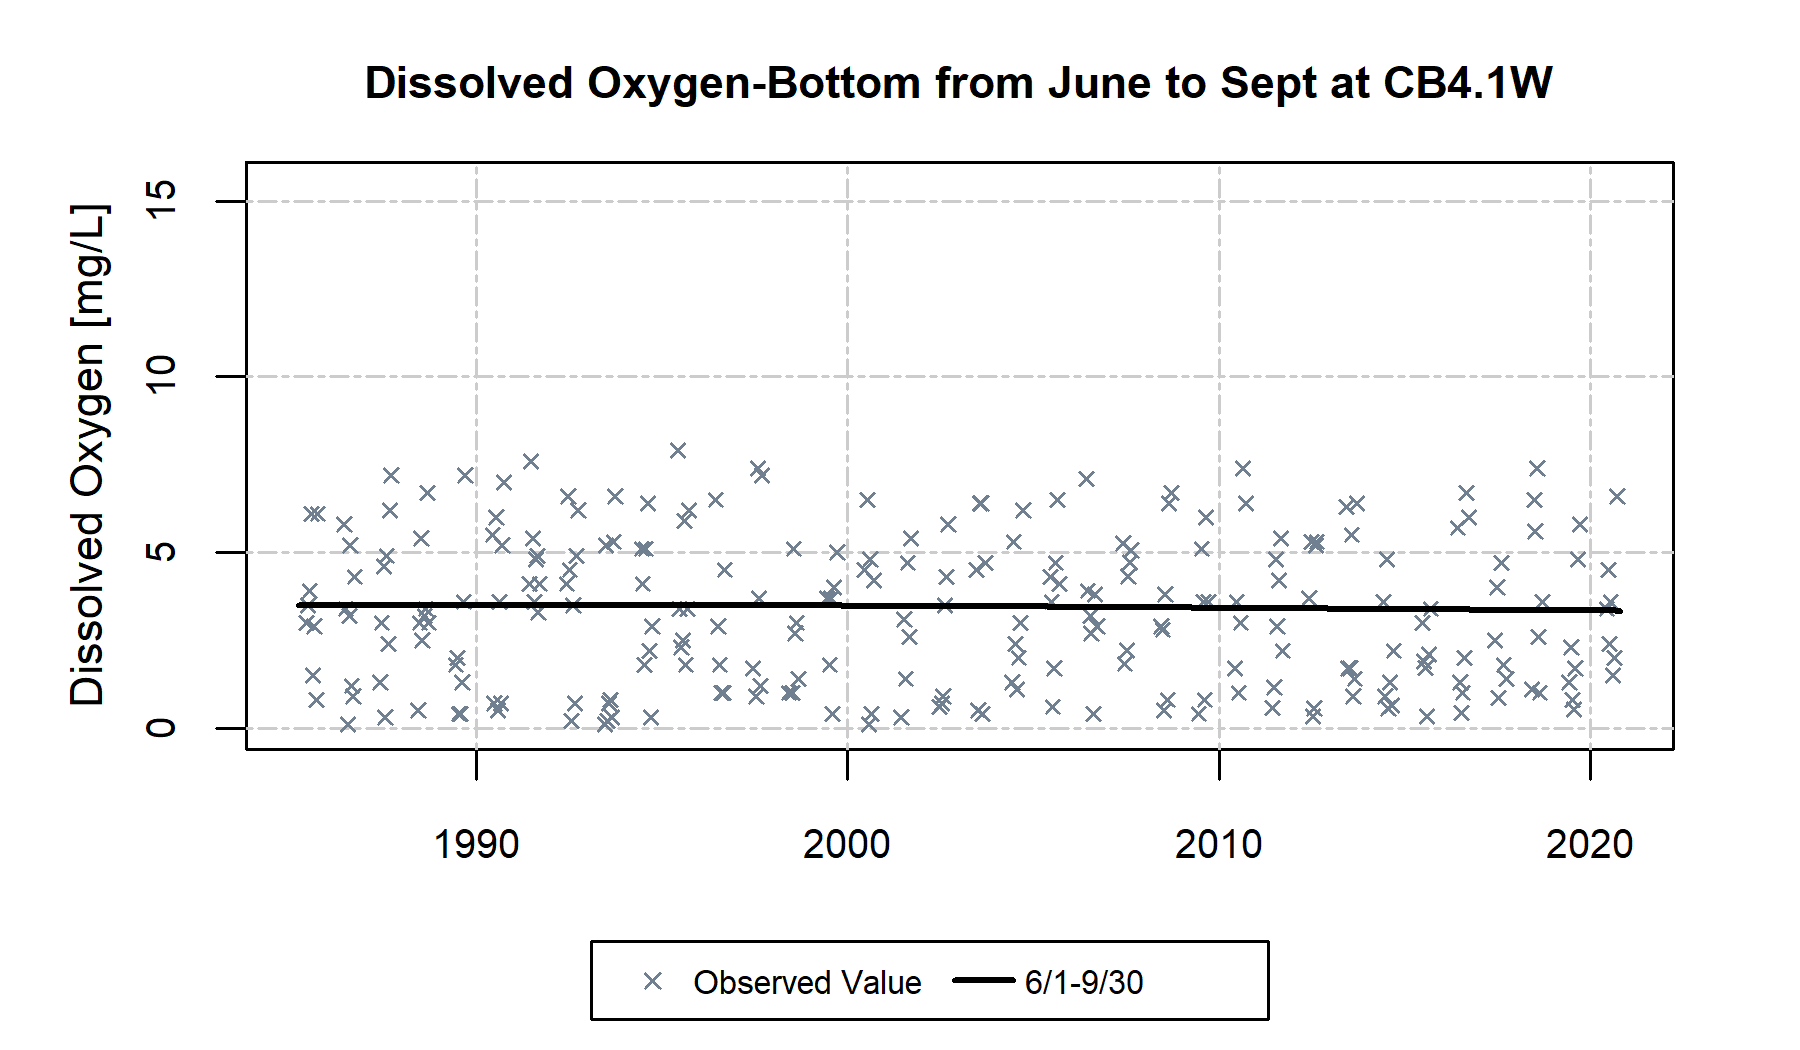 Dissolved Oxygen-Bottom from June to Sept at CB4.1W
Dissolved Oxygen [mg/L]
15
10
5
0
1990 2000 2010 2020
Observed Value 6/1-9/30